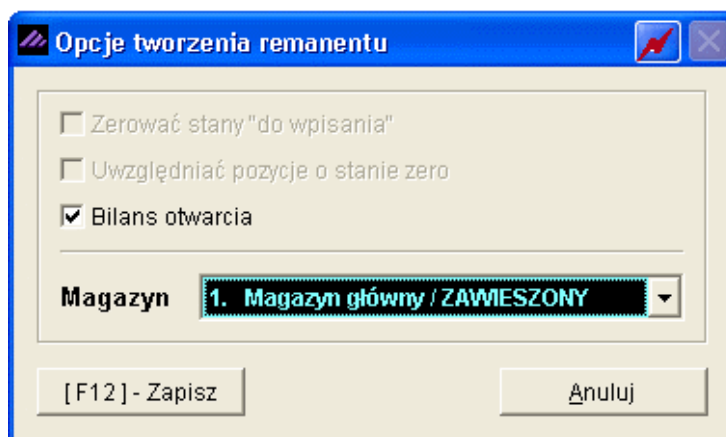 Opcje tworzenia remanentu
Zerować stany "do wpisania"
Uwzględniać pozycje o stanie zero
Bilans otwarcia
Magazyn 1. Magazyn główny / ZAWIESZONY
[ F12 ] - Zapisz Anuluj